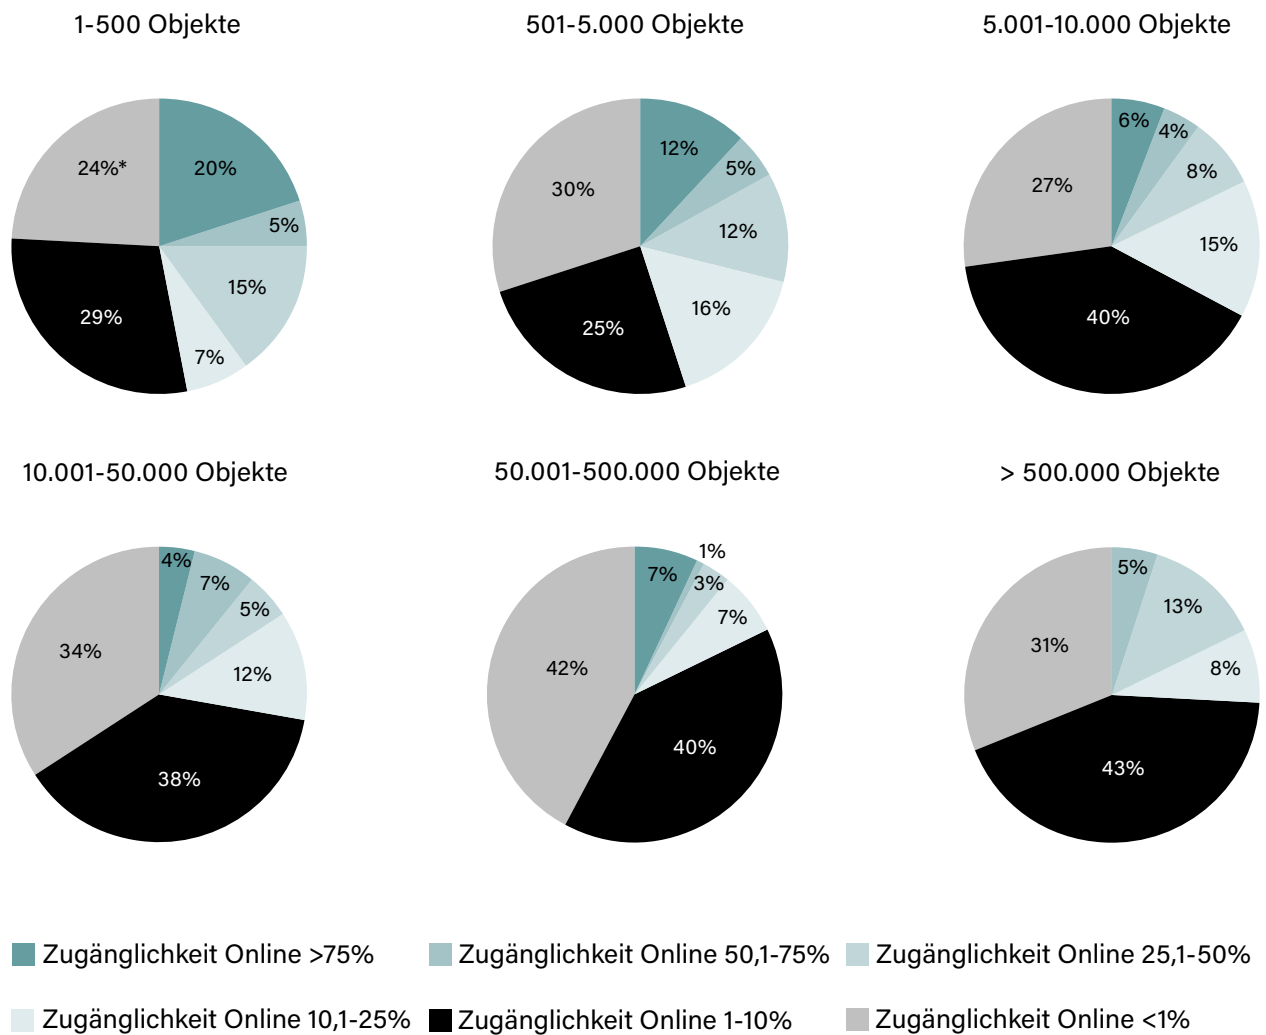 1-500 Objekte
501-5.000 Objekte
5.001-10.000 Objekte
24%*
20%
5%
15%
7%
29%
30%
12%
5%
12%
16%
25%
27%
6%
4%
8%
15%
40%
10.001-50.000 Objekte
50.001-500.000 Objekte
> 500.000 Objekte
34%
4%
7%
5%
12%
38%
42%
7%
1%
3%
7%
40%
31%
5%
13%
8%
43%
Zugänglichkeit Online >75%
Zugänglichkeit Online 50,1-75%
Zugänglichkeit Online 25,1-50%
Zugänglichkeit Online 10,1-25%
Zugänglichkeit Online 1-10%
Zugänglichkeit Online <1%